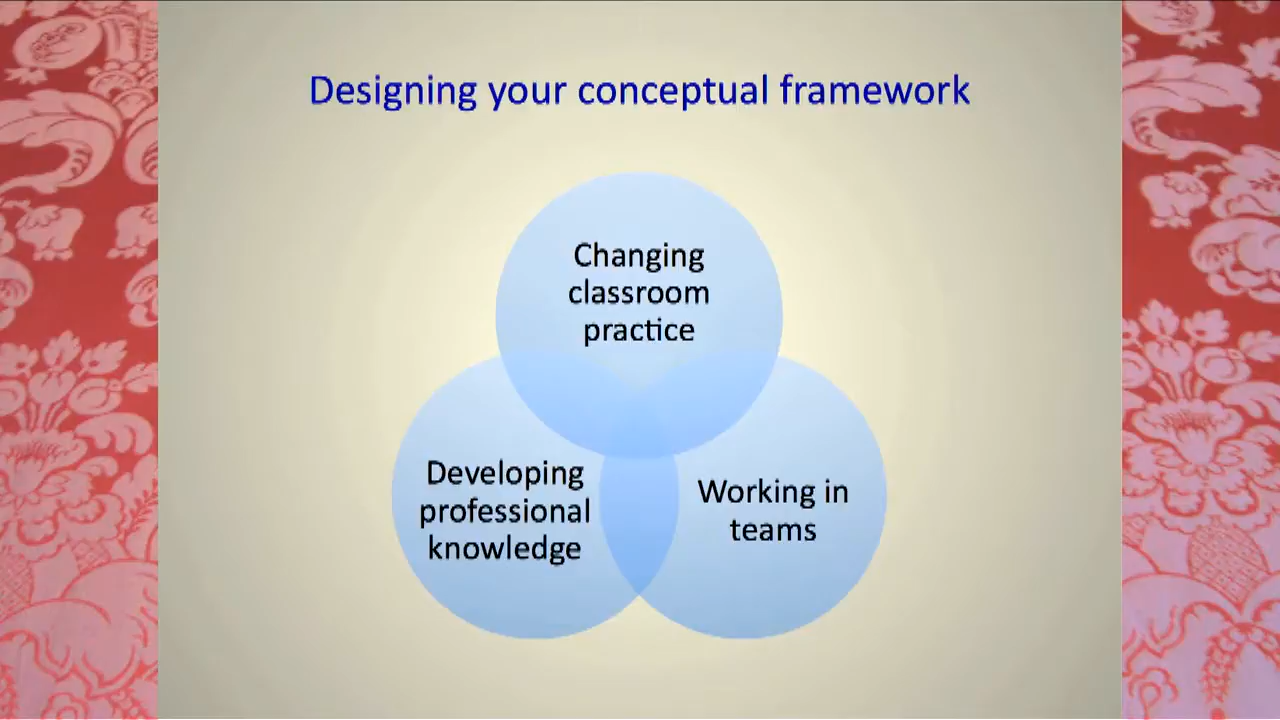 Designing your conceptual framework
Changing
classroom
practice
Developing
professional
knowledge
Working in
teams